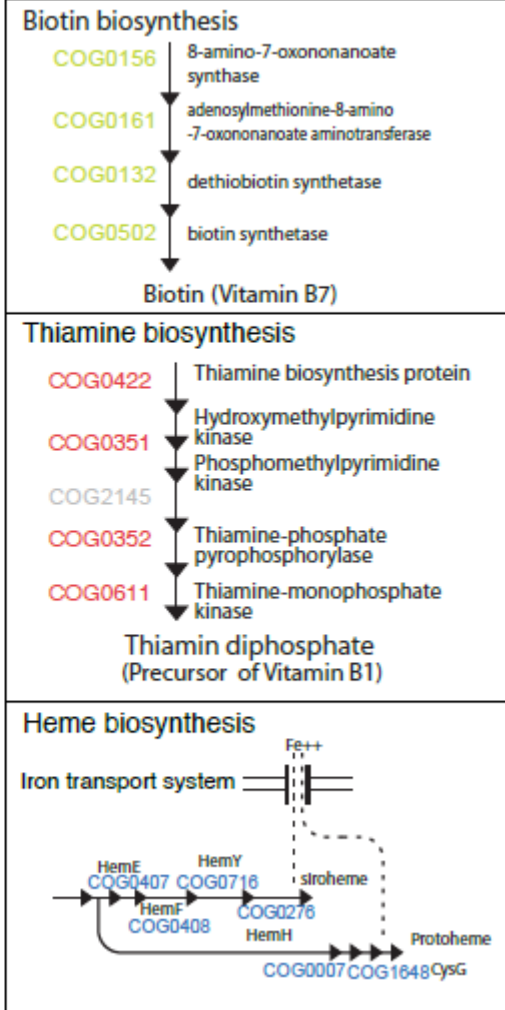 Biotin biosynthesis
COG0156
8-amino-7-oxononanoate
synthase
COG0161
adenosylmethionine-8-amino
-7-oxononanoate aminotransferase
COG0132
dethiobiotin synthetase
COG0502
biotin synthetase
Biotin (Vitamin B7)
Thiamine biosynthesis
COG0422
Thiamine biosynthesis protein
Hydroxymethylpyrimidine
kinase
COG0351
Phosphomethylpyrimidine
kinase
COG2145
COG0352
Thiamine-phosphate
pyrophosphorylase
COG0611
Thiamine-monophosphate
kinase
Thiamin diphosphate
(Precursor of Vitamin B1)
Heme biosynthesis
Fe++
Iron transport system
HemE
HemY
COG0407
COG0716
siroheme
HemF
COG0276
COG0408
HemH
Protoheme
COG0007
COG1648
CysG